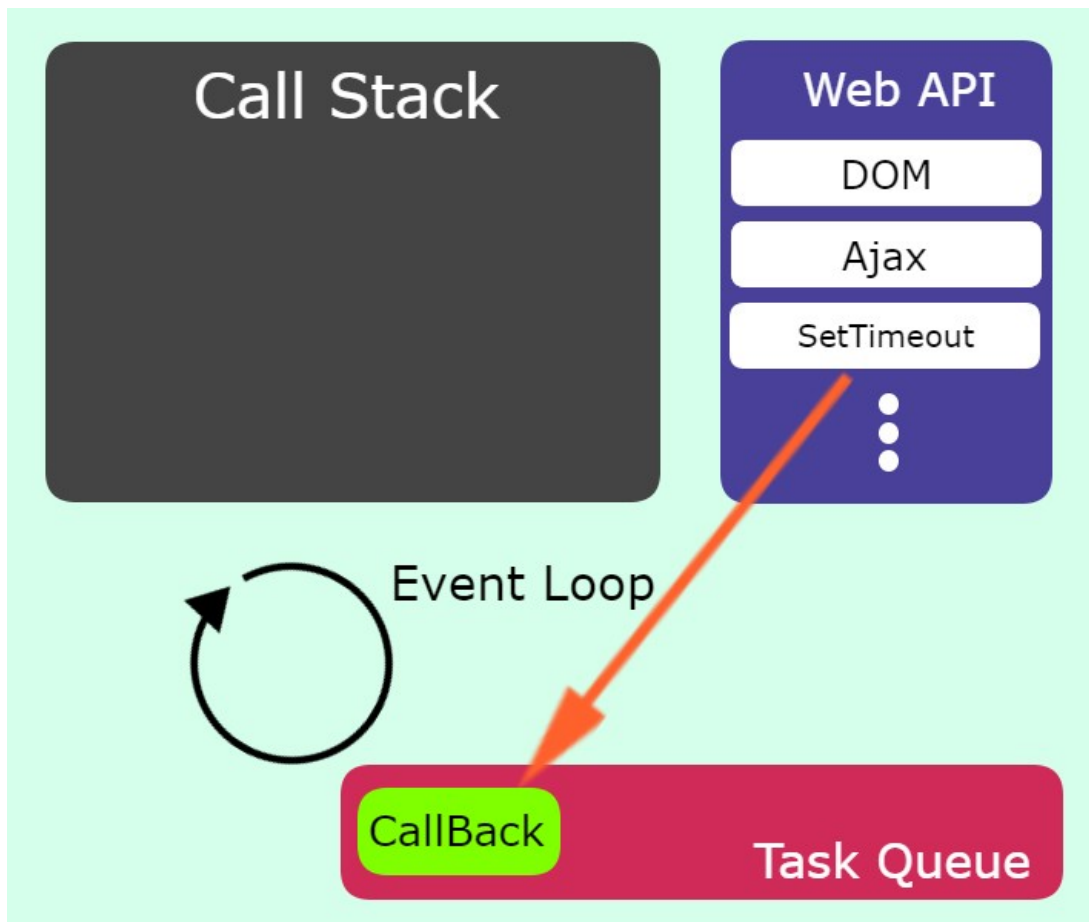 Call Stack
Web API
DOM
Ajax
SetTimeout
Event Loop
CallBack
Task Queue